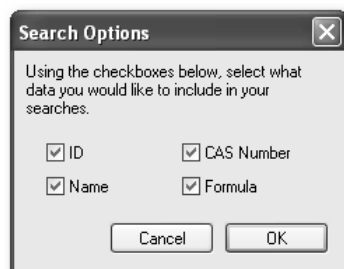 Search Options
Using the checkboxes below, select what
data you would like to include in your
searches.
ID CAS Number
Name Formula
Cancel OK